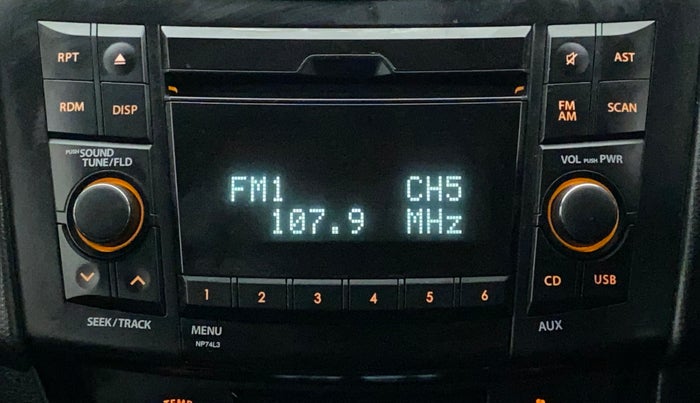 RPT
AST
RDM
DISP
FM
AM
SCAN
PUSH SOUND
TUNE/FLD
VOL PUSH PWR
FM1 CH5
107.9 MHz
CD
USB
1 2 3 4 5 6
SEEK/TRACK
MENU
AUX
NP74L3
TEMP